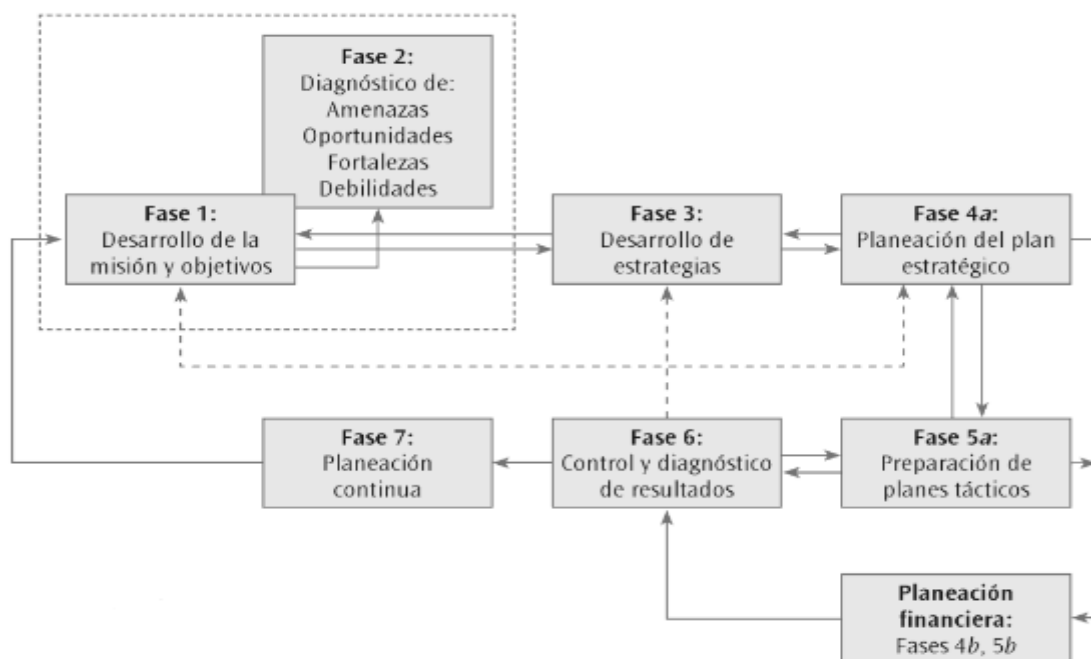 Fase 2:
Diagnóstico de:
Amenazas
Oportunidades
Fortalezas
Debilidades
Fase 1:
Desarrollo de la
misión y objetivos
Fase 3:
Desarrollo de
estrategias
Fase 4a:
Planeación del plan
estratégico
Fase 7:
Planeación
continua
Fase 6:
Control y diagnóstico
de resultados
Fase 5a:
Preparación de
planes tácticos
Planeación
financiera:
Fases 4b, 5b